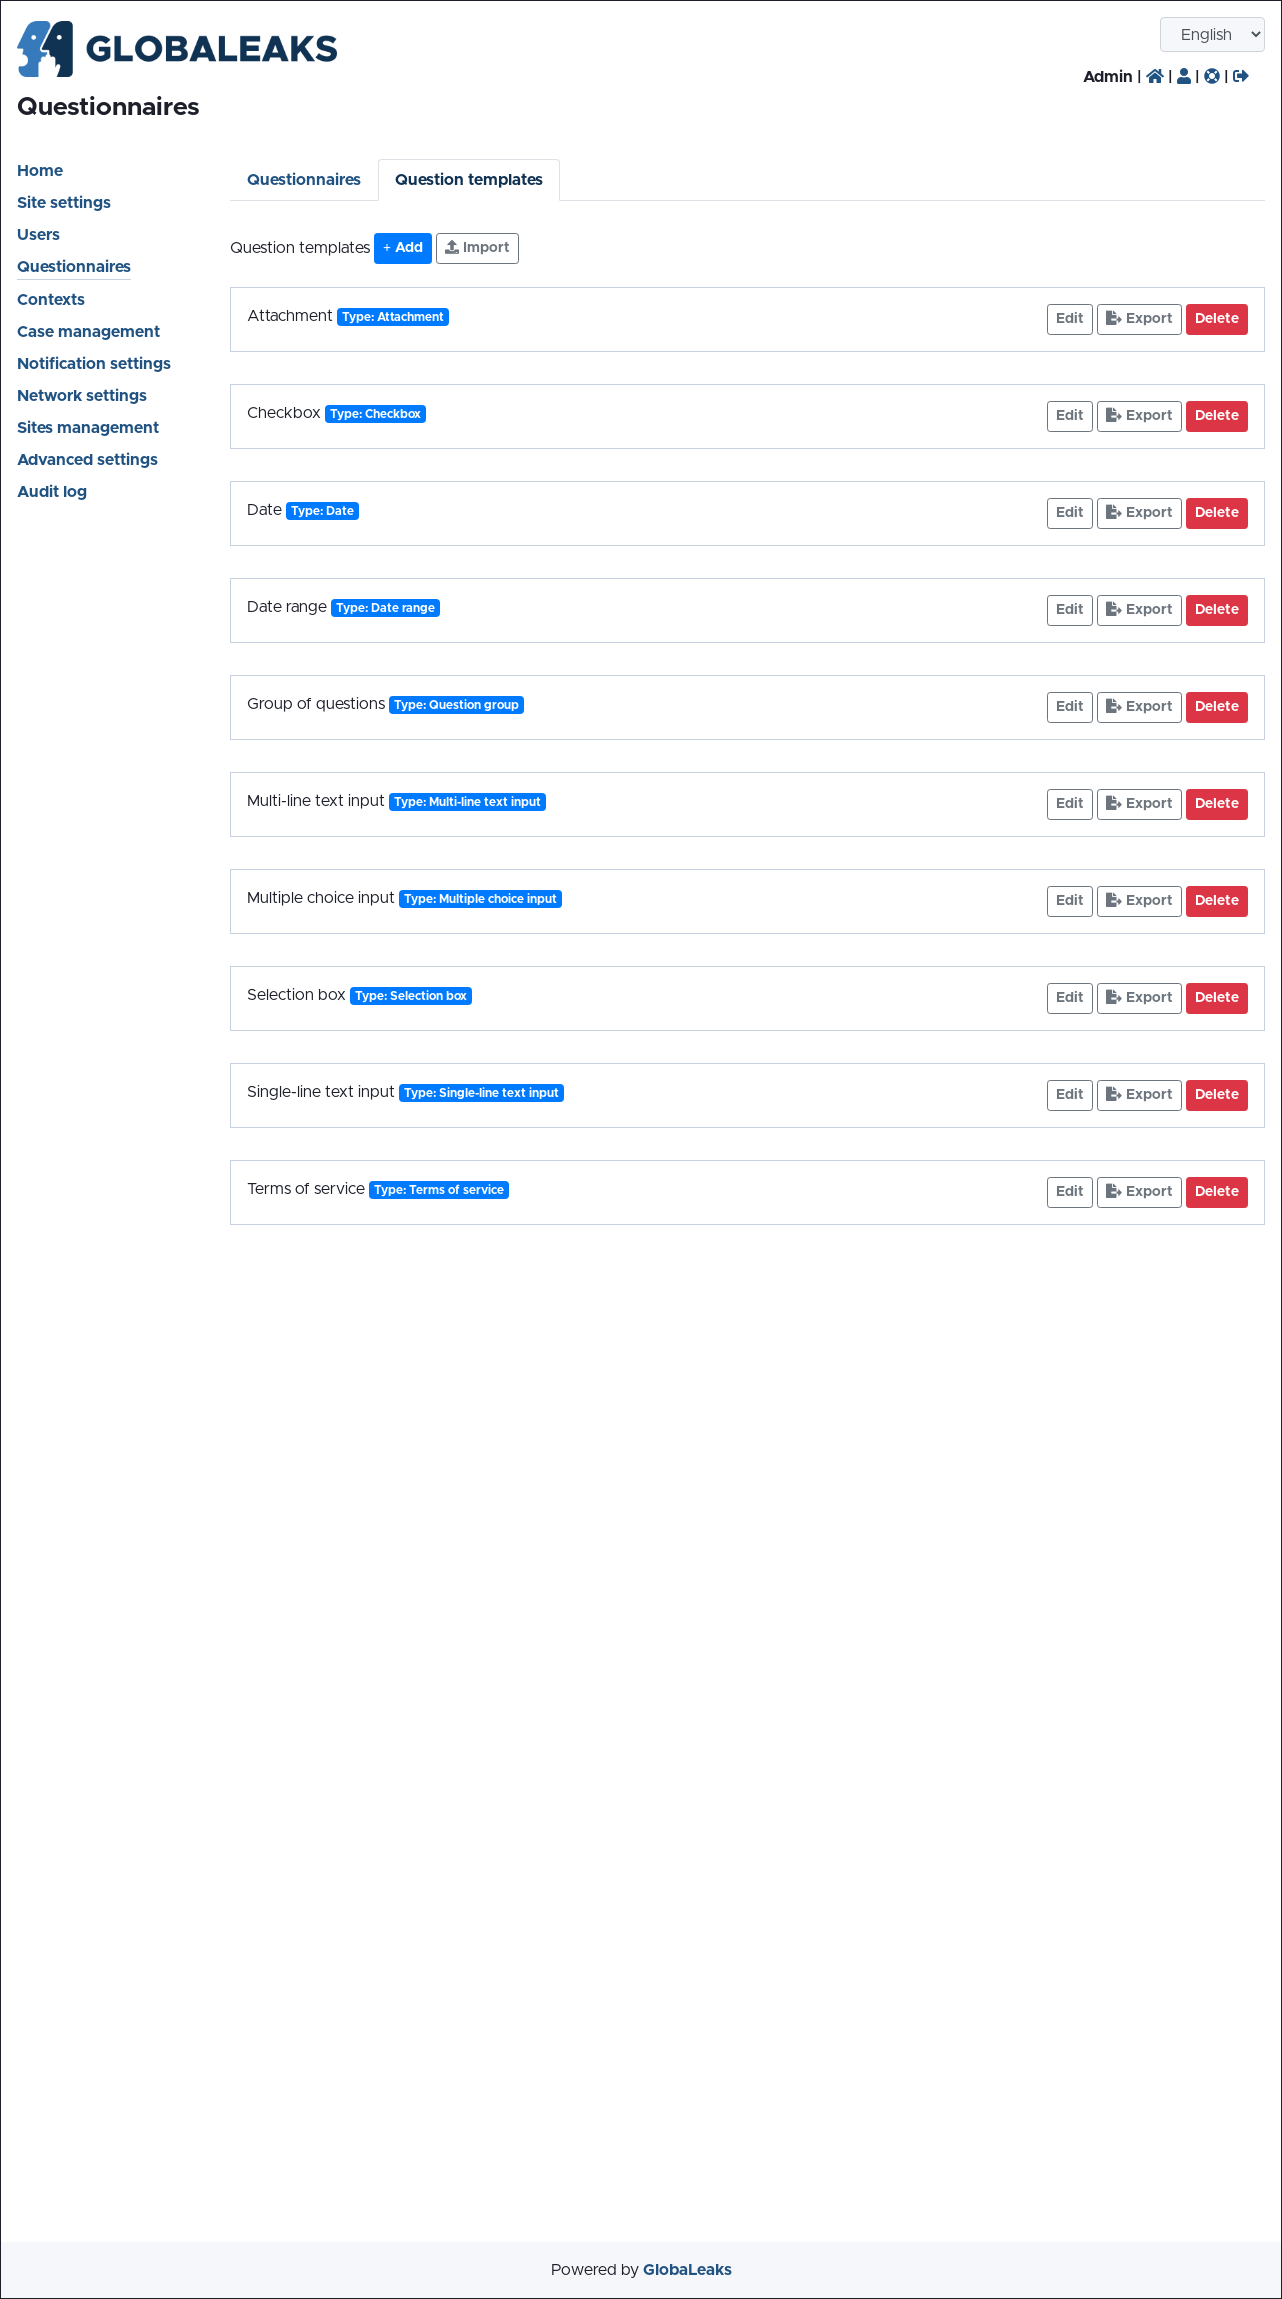 GLOBALEAKS
English
Admin | | | |
Questionnaires
Home
Site settings
Users
Questionnaires
Contexts
Case management
Notification settings
Network settings
Sites management
Advanced settings
Audit log
Questionnaires Question templates
Question templates + Add Import
Attachment Type: Attachment Edit Export Delete
Checkbox Type: Checkbox Edit Export Delete
Date Type: Date Edit Export Delete
Date range Type: Date range Edit Export Delete
Group of questions Type: Question group Edit Export Delete
Multi-line text input Type: Multi-line text input Edit Export Delete
Multiple choice input Type: Multiple choice input Edit Export Delete
Selection box Type: Selection box Edit Export Delete
Single-line text input Type: Single-line text input Edit Export Delete
Terms of service Type: Terms of service Edit Export Delete
Powered by GlobaLeaks